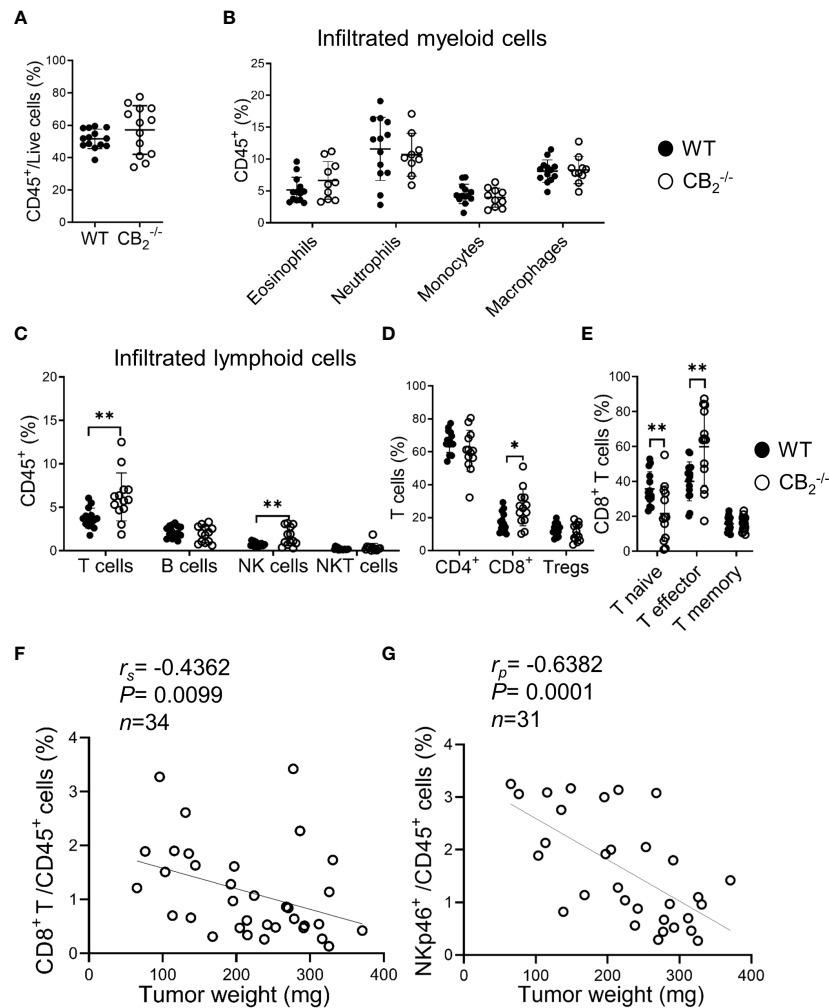 A
CD45⁺/Live cells (%)
100
80
60
40
20
0
WT CB₂⁻/⁻
B
Infiltrated myeloid cells
CD45⁺ (%)
25
20
15
10
5
0
Eosinophils
Neutrophils
Monocytes
Macrophages
WT
CB₂⁻/⁻
C
Infiltrated lymphoid cells
CD45⁺ (%)
20
15
10
5
0
**
**
T cells B cells NK cells NKT cells
D
T cells (%)
100
80
60
40
20
0
*
CD4⁺ CD8⁺ Tregs
E
CD8⁺ T cells (%)
100
80
60
40
20
0
**
**
T naive
T effector
T memory
WT
CB₂⁻/⁻
F
rₛ= -0.4362
P= 0.0099
n=34
CD8⁺ T /CD45⁺ cells (%)
4
3
2
1
0
0 100 200 300 400
Tumor weight (mg)
G
rₚ= -0.6382
P= 0.0001
n=31
NKp46⁺ /CD45⁺ cells (%)
4
3
2
1
0
0 100 200 300 400
Tumor weight (mg)